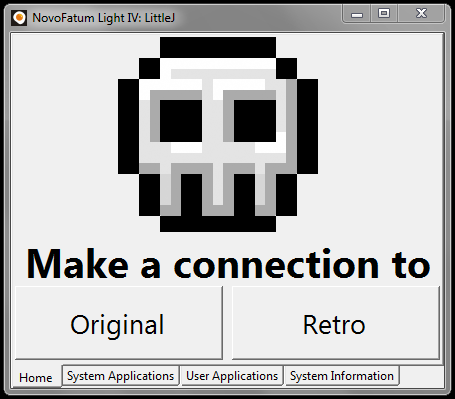 NovoFatum Light IV: LittleJ
Make a connection to
Original Retro
Home System Applications User Applications System Information